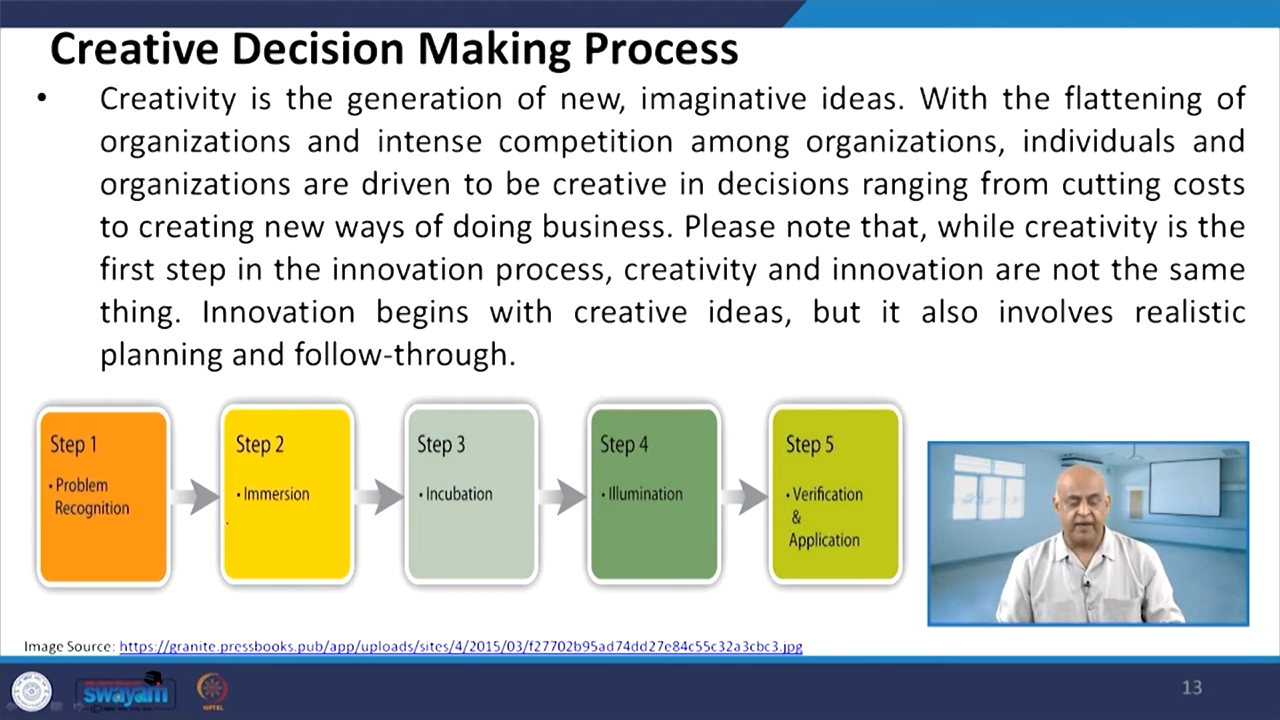 Creative Decision Making Process
• Creativity is the generation of new, imaginative ideas. With the flattening of
organizations and intense competition among organizations, individuals and
organizations are driven to be creative in decisions ranging from cutting costs
to creating new ways of doing business. Please note that, while creativity is the
first step in the innovation process, creativity and innovation are not the same
thing. Innovation begins with creative ideas, but it also involves realistic
planning and follow-through.
Step 1
• Problem
Recognition
Step 2
• Immersion
Step 3
• Incubation
Step 4
• Illumination
Step 5
• Verification
&
Application
Image Source: https://granite.pressbooks.pub/app/uploads/sites/4/2015/03/f27702b95ad74dd27e84c55c32a3cbc3.jpg
swayam
NPTEL
13